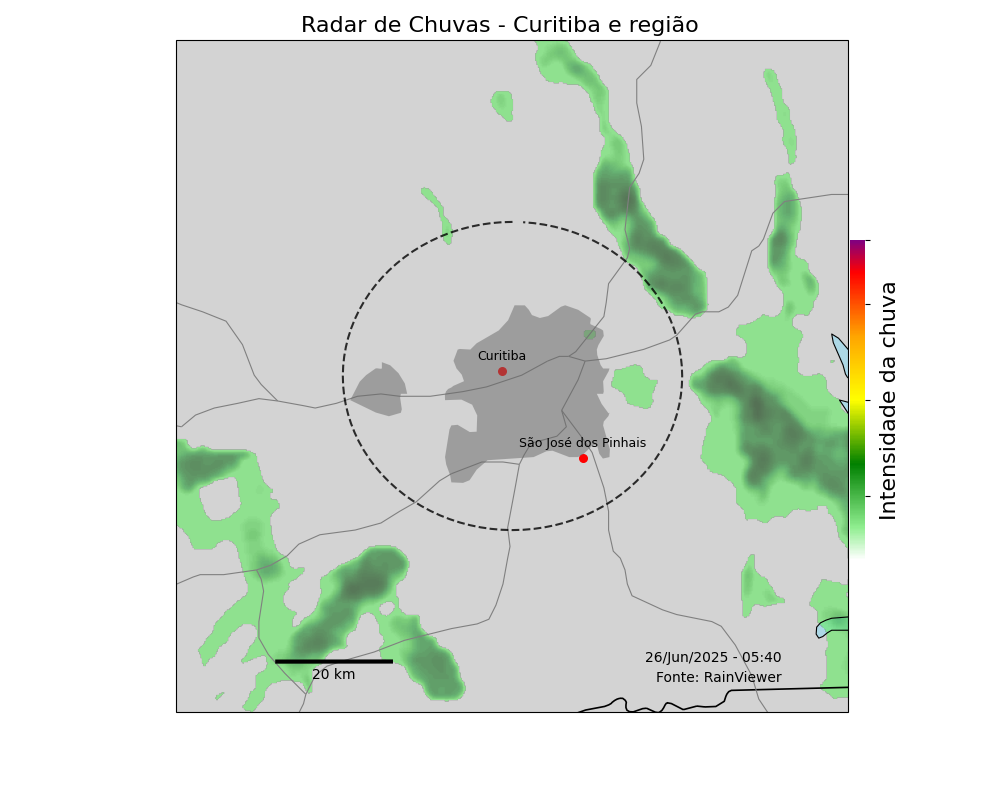 Radar de Chuvas - Curitiba e região
Curitiba
São José dos Pinhais
Intensidade da chuva
26/Jun/2025 - 05:40
Fonte: RainViewer
20 km